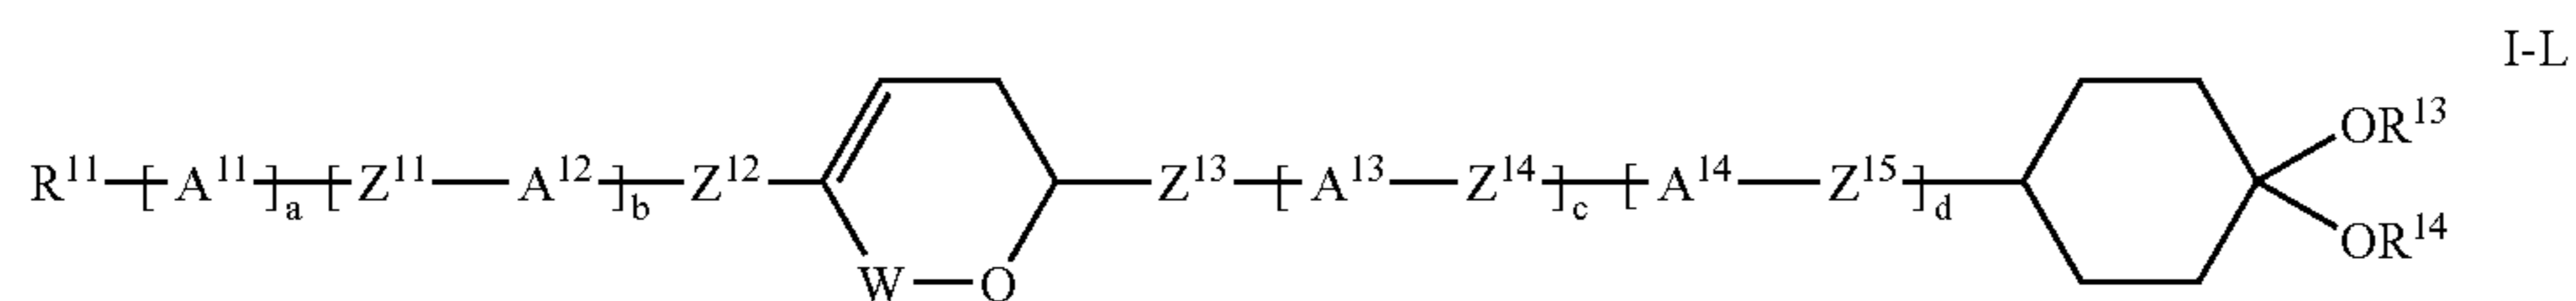 I-L
R¹¹—[A¹¹]ₐ[Z¹¹—A¹²]b Z¹² Z¹³—[A¹³—Z¹⁴]c[A¹⁴—Z¹⁵]d OR¹³
OR¹⁴
W—O